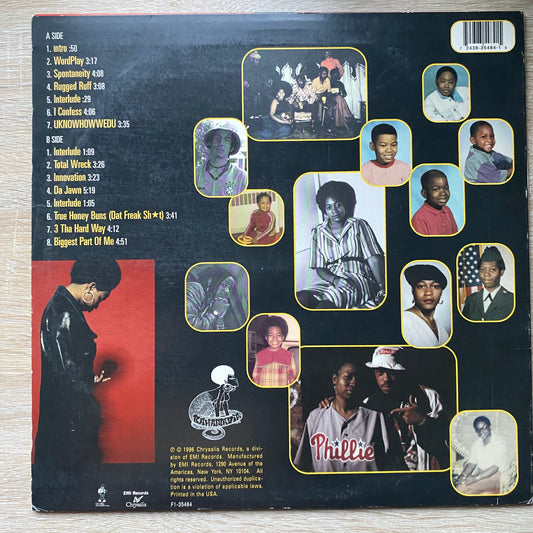 A SIDE
1. intro :50
2. WordPlay 3:17
3. Spontaneity 4:08
4. Rugged Ruff 3:08
5. Interlude :29
6. I Confess 4:06
7. UKNOWHOWWEDU 3:35
B SIDE
1. Interlude 1:09
2. Total Wreck 3:26
3. Innovation 3:23
4. Da Jawn 5:19
5. Interlude 1:05
6. True Honey Buns (Dat Freak Sh★t) 3:41
7. 3 Tha Hard Way 4:12
8. Biggest Part Of Me 4:51
7 2438-35484-1 6
Phillie
℗ © 1996 Chrysalis Records, a divi-
sion of EMI Records. Manufactured
by EMI Records, 1290 Avenue of the
Americas, New York, NY 10104. All
rights reserved. Unauthorized duplica-
tion is a violation of applicable laws.
Printed in the USA.
F1-35484
EMI Records
Chrysalis